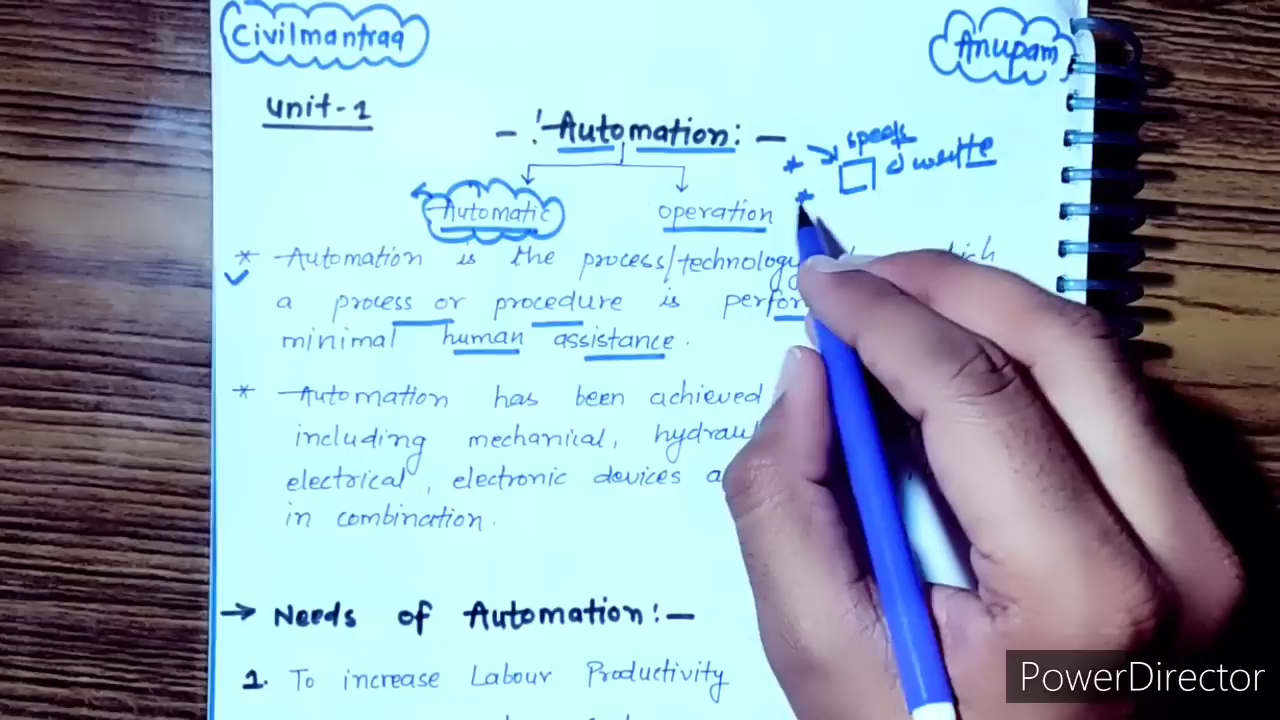 Civilmantraa
Anupam
Unit-1
-:Automation:-
speak
write
Automatic
operation
* Automation is the process/technology
a process or procedure is
minimal human assistance.
* Automation has been achieved
including mechanical,
electrical, electronic devices
in combination.
→ Needs of Automation:-
1. To increase Labour Productivity
PowerDirector